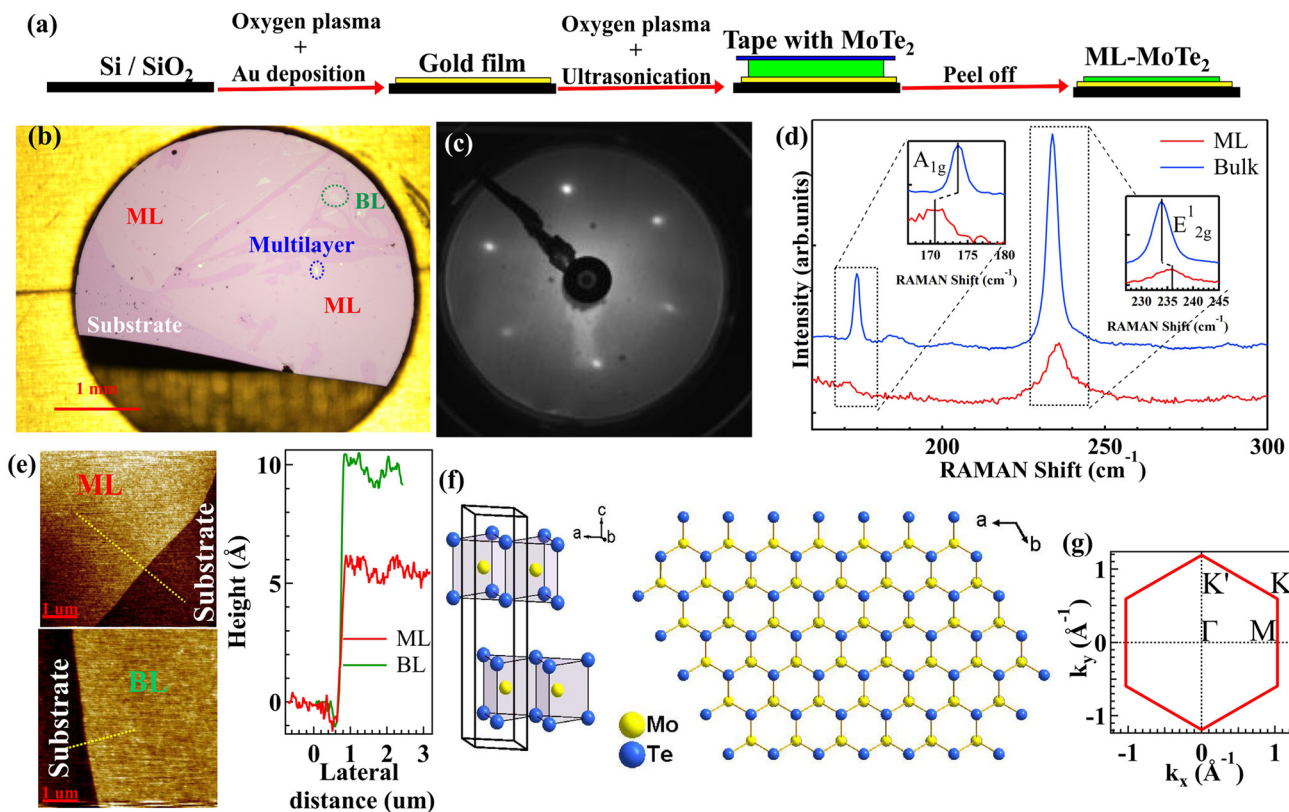 (a)
Si / SiO₂
Oxygen plasma
+
Au deposition
Gold film
Oxygen plasma
+
Ultrasonication
Tape with MoTe₂
Peel off
ML-MoTe₂
(b)
ML
BL
Multilayer
ML
Substrate
1 mm
(c)
(d)
Intensity (arb.units)
ML
Bulk
A₁g
170 175 180
RAMAN Shift (cm⁻¹)
E¹₂g
230 235 240 245
RAMAN Shift (cm⁻¹)
200 250 300
RAMAN Shift (cm⁻¹)
(e)
ML
Substrate
1 um
BL
Substrate
1 um
Height (Å)
10
5
0
ML
BL
0 1 2 3
Lateral
distance (um)
(f)
c
a
b
a
b
Mo
Te
(g)
k_y (Å⁻¹)
1
0
-1
K'
K
Γ
M
-1 0 1
k_x (Å⁻¹)